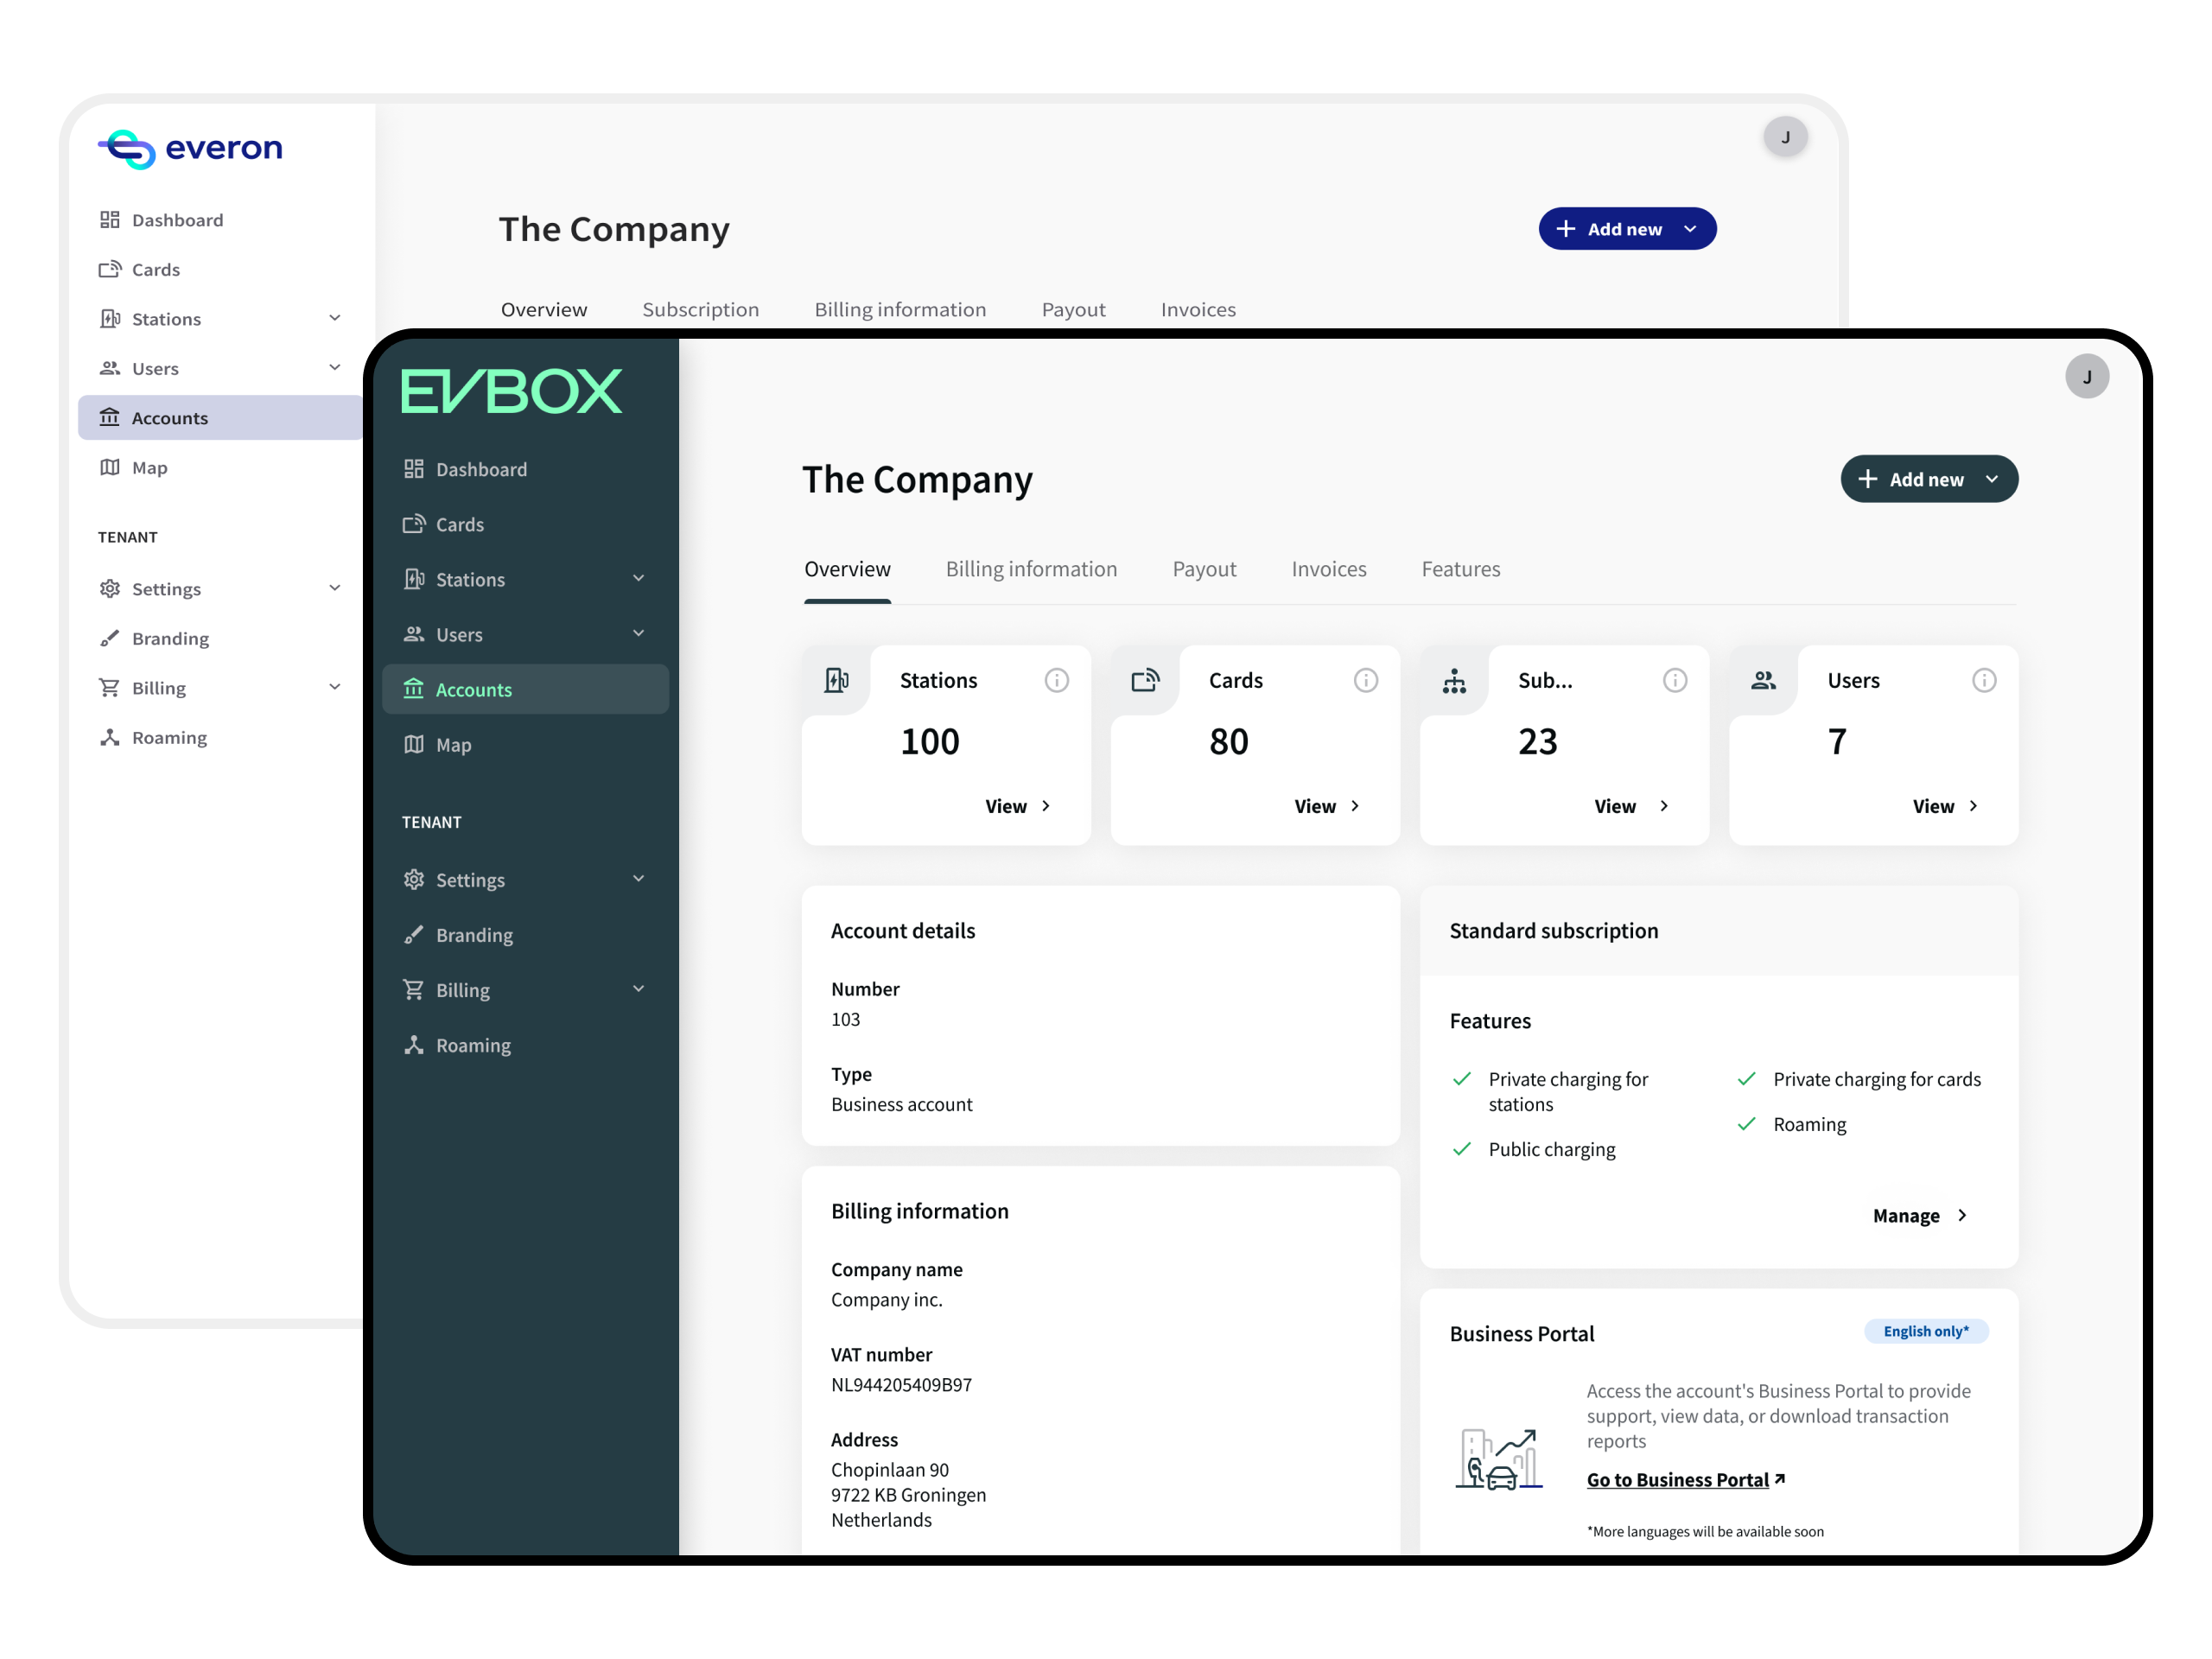 everon
J
Dashboard
Cards
Stations
Users
Accounts
Map
TENANT
Settings
Branding
Billing
Roaming
The Company
Add new
Overview
Subscription
Billing information
Payout
Invoices
EVBOX
J
Dashboard
Cards
Stations
Users
Accounts
Map
TENANT
Settings
Branding
Billing
Roaming
The Company
Add new
Overview
Billing information
Payout
Invoices
Features
Stations
100
View
Cards
80
View
Sub...
23
View
Users
7
View
Account details
Number
103
Type
Business account
Billing information
Company name
Company inc.
VAT number
NL944205409B97
Address
Chopinlaan 90
9722 KB Groningen
Netherlands
Standard subscription
Features
Private charging for
stations
Public charging
Private charging for cards
Roaming
Manage
Business Portal
English only*
Access the account's Business Portal to provide
support, view data, or download transaction
reports
Go to Business Portal
*More languages will be available soon